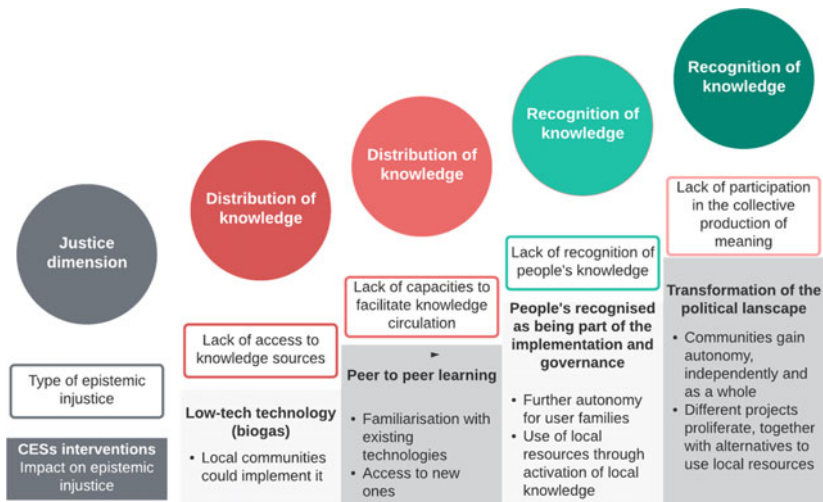 Justice
dimension
Type of epistemic
injustice
CESs interventions
Impact on epistemic
injustice
Distribution of
knowledge
Lack of access to
knowledge sources
Low-tech technology
(biogas)
• Local communities
could implement it
Distribution of
knowledge
Lack of capacities to
facilitate knowledge
circulation
Peer to peer learning
• Familiarisation with
existing
technologies
• Access to new
ones
Recognition of
knowledge
Lack of recognition of
people's knowledge
People's recognised
as being part of the
implementation and
governance
• Further autonomy
for user families
• Use of local
resources through
activation of local
knowledge
Recognition of
knowledge
Lack of participation
in the collective
production of
meaning
Transformation of the
political lanscape
• Communities gain
autonomy,
independently and
as a whole
• Different projects
proliferate, together
with alternatives to
use local resources